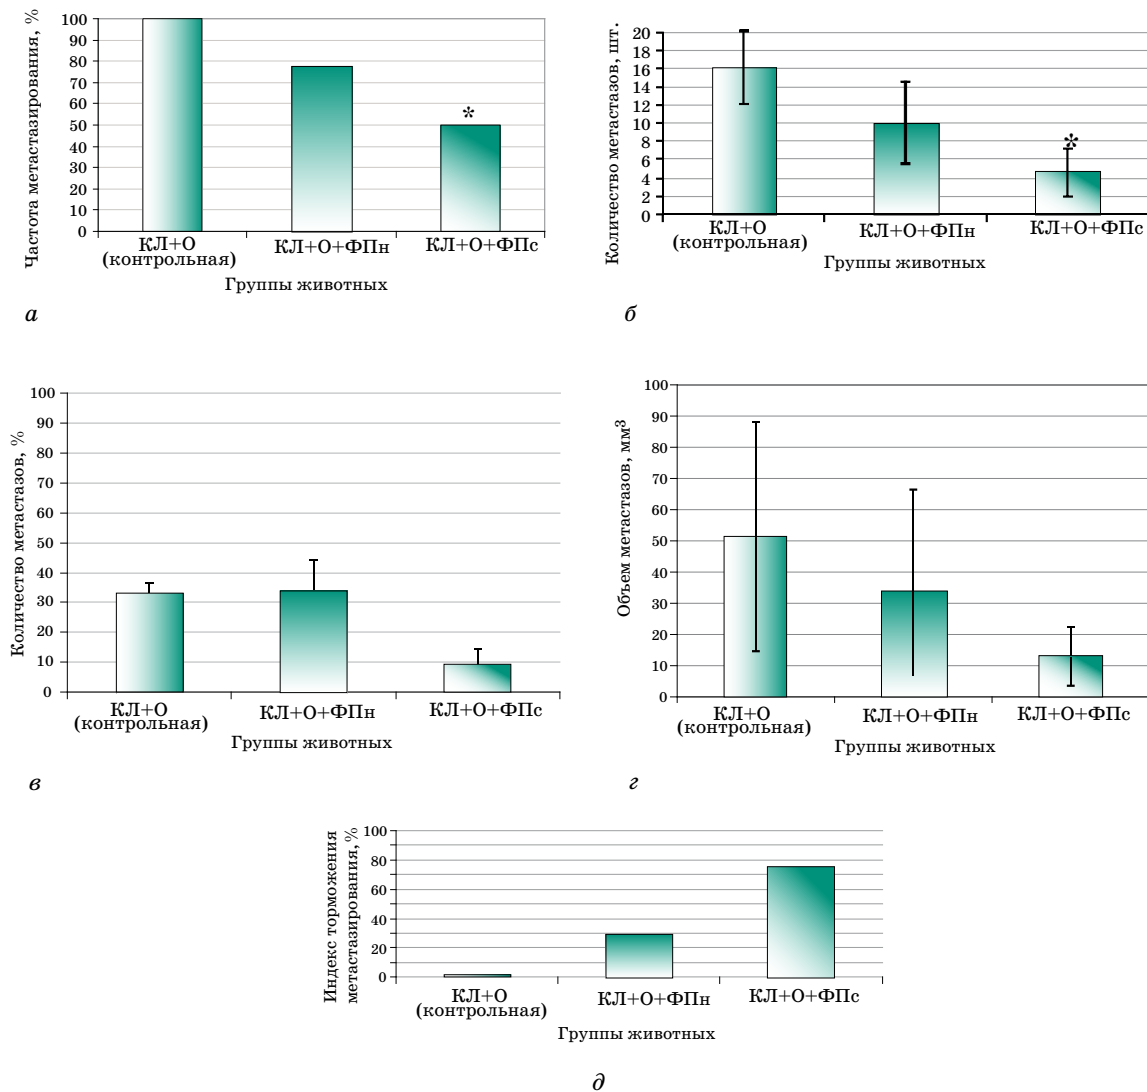 Частота метастазирования, %
100
90
80
70
60
50
40
30
20
10
0
*
КЛ+О
(контрольная)
КЛ+О+ФПн
КЛ+О+ФПс
Группы животных
а
Количество метастазов, шт.
20
18
16
14
12
10
8
6
4
2
0
*
КЛ+О
(контрольная)
КЛ+О+ФПн
КЛ+О+ФПс
Группы животных
б
Количество метастазов, %
100
90
80
70
60
50
40
30
20
10
0
КЛ+О
(контрольная)
КЛ+О+ФПн
КЛ+О+ФПс
Группы животных
в
Объем метастазов, мм³
100
90
80
70
60
50
40
30
20
10
0
КЛ+О
(контрольная)
КЛ+О+ФПн
КЛ+О+ФПс
Группы животных
г
Индекс торможения
метастазирования,%
100
80
60
40
20
0
КЛ+О
(контрольная)
КЛ+О+ФПн
КЛ+О+ФПс
Группы животных
д